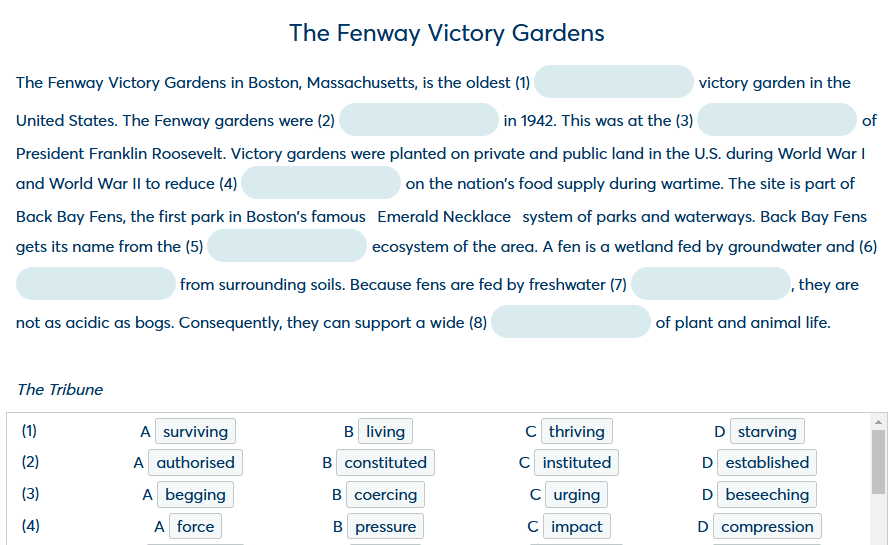 The Fenway Victory Gardens
The Fenway Victory Gardens in Boston, Massachusetts, is the oldest (1) victory garden in the
United States. The Fenway gardens were (2) in 1942. This was at the (3) of
President Franklin Roosevelt. Victory gardens were planted on private and public land in the U.S. during World War I
and World War II to reduce (4) on the nation's food supply during wartime. The site is part of
Back Bay Fens, the first park in Boston's famous Emerald Necklace system of parks and waterways. Back Bay Fens
gets its name from the (5) ecosystem of the area. A fen is a wetland fed by groundwater and (6)
from surrounding soils. Because fens are fed by freshwater (7) , they are
not as acidic as bogs. Consequently, they can support a wide (8) of plant and animal life.
The Tribune
(1) A surviving B living C thriving D starving
(2) A authorised B constituted C instituted D established
(3) A begging B coercing C urging D beseeching
(4) A force B pressure C impact D compression